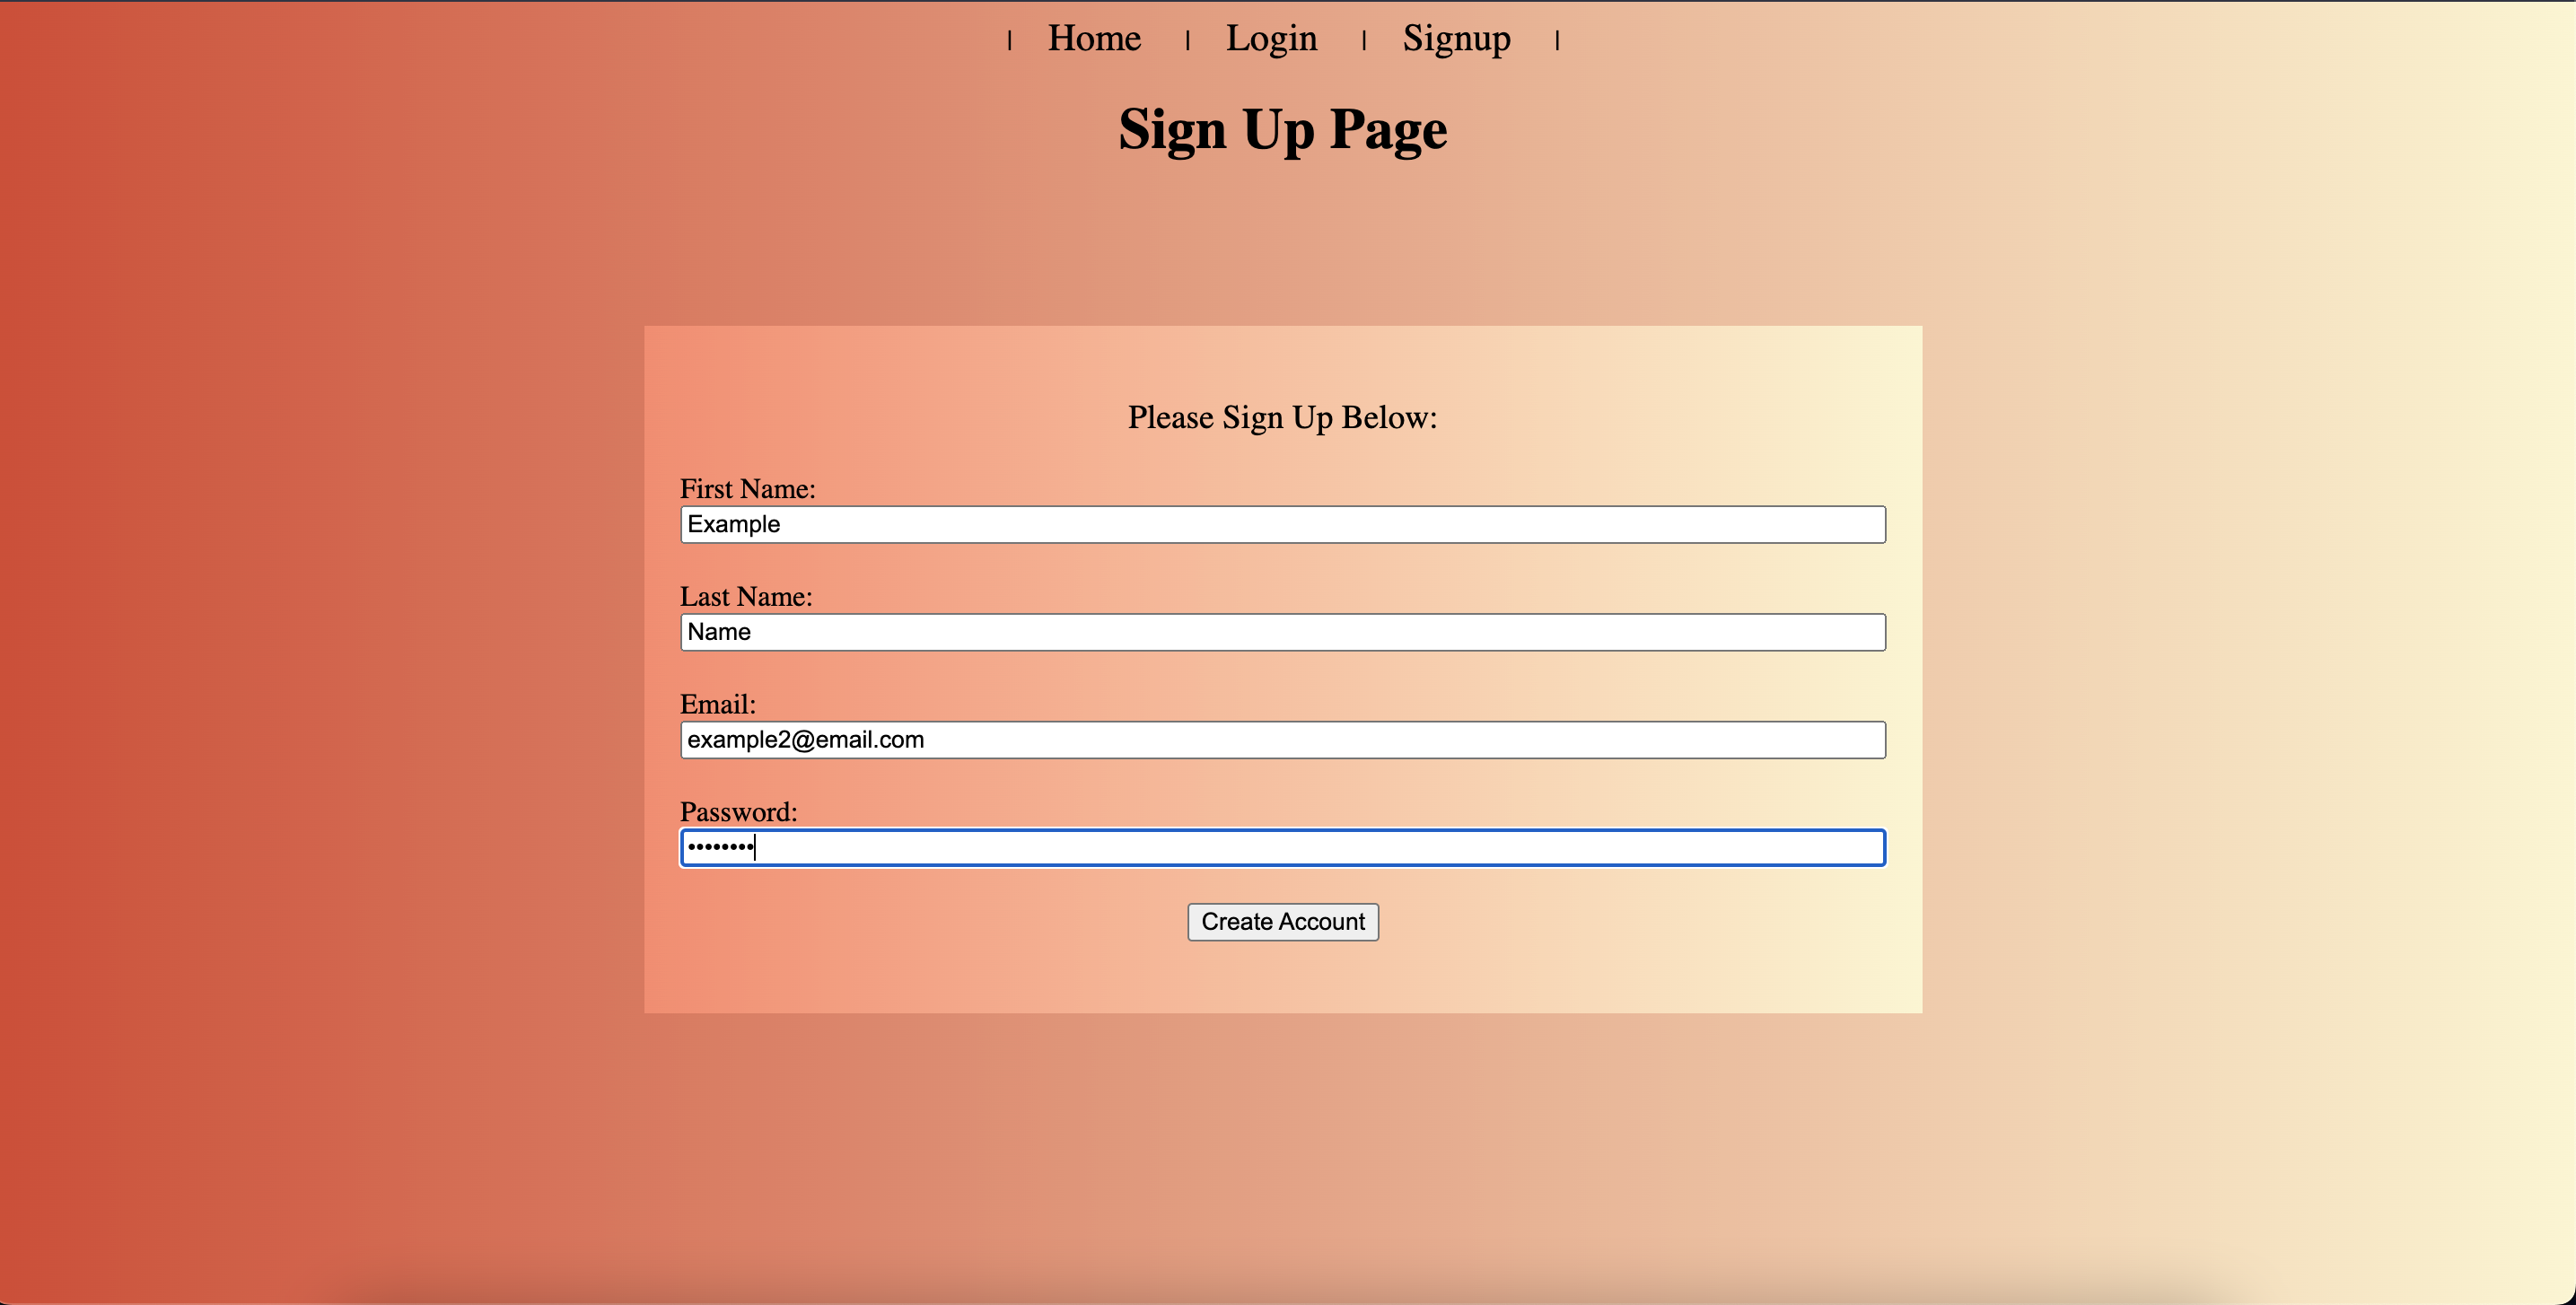 | Home | Login | Signup |
Sign Up Page
Please Sign Up Below:
First Name:
Example
Last Name:
Name
Email:
example2@email.com
Password:
••••••••
Create Account